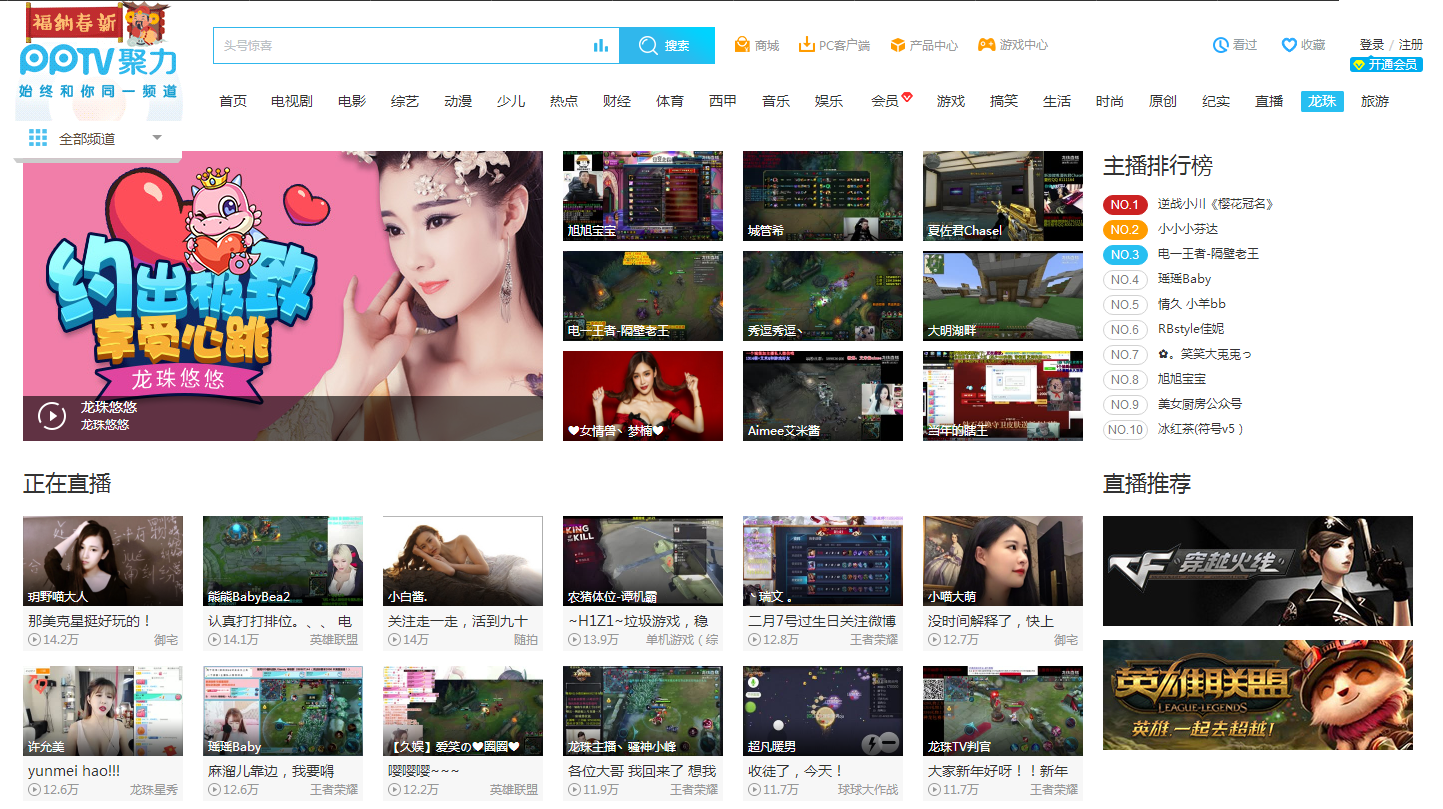 福纳春新
PPTV聚力
始终和你同一频道
头号惊喜
搜索
商城
PC客户端
产品中心
游戏中心
看过
收藏
登录 / 注册
开通会员
首页 电视剧 电影 综艺 动漫 少儿 热点 财经 体育 西甲 音乐 娱乐 会员 游戏 搞笑 生活 时尚 原创 纪实 直播 龙珠 旅游
全部频道
约出极致
享受心跳
龙珠悠悠
龙珠悠悠
龙珠悠悠
旭旭宝宝
城管希
夏佐君Chasel
电一王者-隔壁老王
秀逗秀逗丶
大明湖畔
♥女情兽丶梦楠♥
Aimee艾米酱
当年的瞎王
主播排行榜
NO.1 逆战小川《樱花冠名》
NO.2 小小小芬达
NO.3 电一王者-隔壁老王
NO.4 瑶瑶Baby
NO.5 情久 小羊bb
NO.6 RBstyle佳妮
NO.7 ✿。笑笑大兎兎っ
NO.8 旭旭宝宝
NO.9 美女厨房公众号
NO.10 冰红茶(符号v5 )
正在直播
玥野喵大人
那美克星挺好玩的！
14.2万 御宅
熊熊BabyBea2
认真打打排位。、、 电
14.1万 英雄联盟
小白酱.
关注走一走，活到九十
14万 随拍
KING OF THE KILL
农猪体位-谭机霸
~H1Z1~垃圾游戏，稳
13.9万 单机游戏（综
丶瑞文 。
二月7号过生日关注微博
12.8万 王者荣耀
小喵大萌
没时间解释了，快上
12.7万 御宅
许允美
yunmei hao!!!
12.6万 龙珠星秀
瑶瑶Baby
麻溜儿靠边，我要嘚
12.6万 王者荣耀
【久娱】爱笑の♥圈圈♥
嘤嘤嘤~~~
12.2万 英雄联盟
龙珠主播丶骚神小峰
各位大哥 我回来了 想我
11.9万 王者荣耀
超凡暖男
收徒了，今天！
11.7万 球球大作战
龙珠TV判官
大家新年好呀！！新年
11.7万 王者荣耀
直播推荐
CF 穿越火线
英雄联盟
LEAGUE OF LEGENDS
英雄,一起去超越!